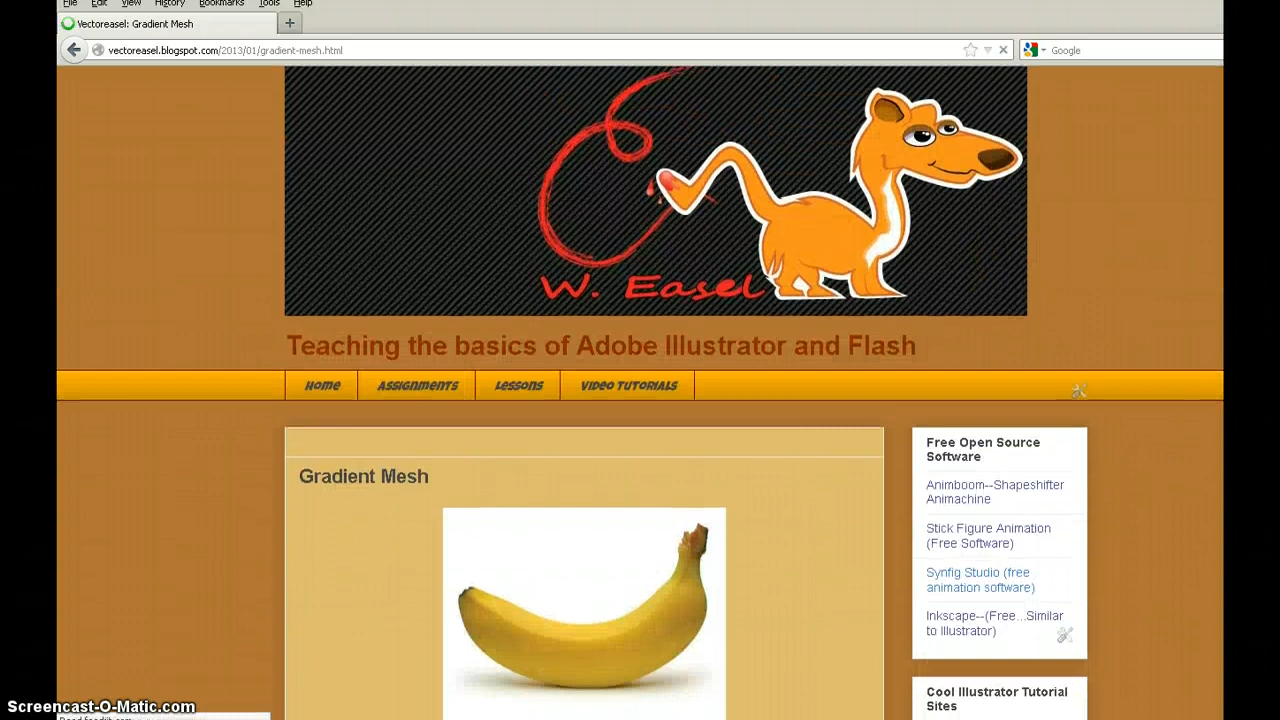 File Edit View History Bookmarks Tools Help
Vectoreasel: Gradient Mesh
vectoreasel.blogspot.com/2013/01/gradient-mesh.html
Google
W. Easel
Teaching the basics of Adobe Illustrator and Flash
Home Assignments Lessons Video Tutorials
Gradient Mesh
Free Open Source
Software
Animboom--Shapeshifter
Animachine
Stick Figure Animation
(Free Software)
Synfig Studio (free
animation software)
Inkscape--(Free...Similar
to Illustrator)
Cool Illustrator Tutorial
Sites
Screencast-O-Matic.com